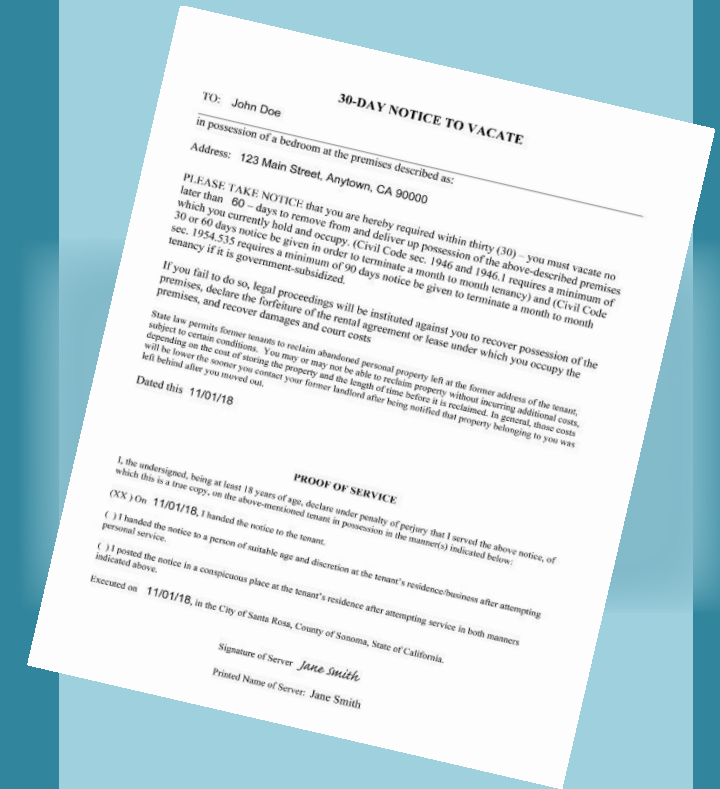 30-DAY NOTICE TO VACATE
TO: John Doe
in possession of a bedroom at the premises described as:
Address: 123 Main Street, Anytown, CA 90000
PLEASE TAKE NOTICE that you are hereby required within thirty (30) – you must vacate no
later than 60 – days to remove from and deliver up possession of the above-described premises
which you currently hold and occupy. (Civil Code sec. 1946 and 1946.1 requires a minimum of
30 or 60 days notice be given in order to terminate a month to month tenancy) and (Civil Code
sec. 1954.535 requires a minimum of 90 days notice be given to terminate a month to month
tenancy if it is government-subsidized.
If you fail to do so, legal proceedings will be instituted against you to recover possession of the
premises, declare the forfeiture of the rental agreement or lease under which you occupy the
premises, and recover damages and court costs
State law permits former tenants to reclaim abandoned personal property left at the former address of the tenant,
subject to certain conditions. You may or may not be able to reclaim property without incurring additional costs,
depending on the cost of storing the property and the length of time before it is reclaimed. In general, those costs
will be lower the sooner you contact your former landlord after being notified that property belonging to you was
left behind after you moved out.
Dated this 11/01/18
PROOF OF SERVICE
I, the undersigned, being at least 18 years of age, declare under penalty of perjury that I served the above notice, of
which this is a true copy, on the above-mentioned tenant in possession in the manner(s) indicated below:
(XX ) On 11/01/18, I handed the notice to the tenant.
( ) I handed the notice to a person of suitable age and discretion at the tenant's residence/business after attempting
personal service.
( ) I posted the notice in a conspicuous place at the tenant's residence after attempting service in both manners
indicated above.
Executed on 11/01/18, in the City of Santa Rosa, County of Sonoma, State of California.
Signature of Server Jane Smith
Printed Name of Server: Jane Smith